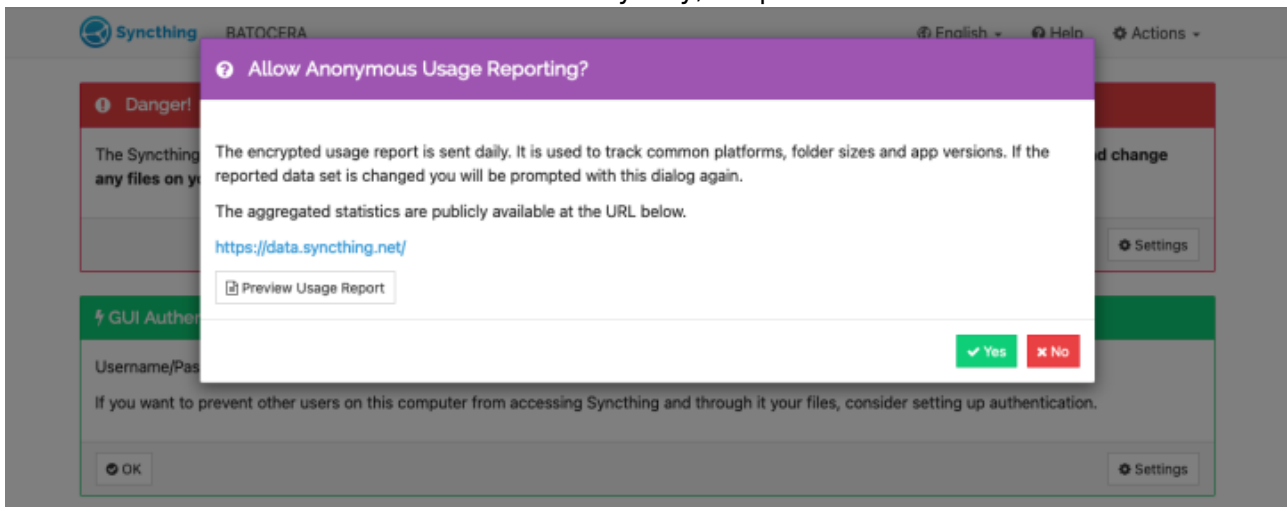 Syncthing BATOCERA English Help Actions
Allow Anonymous Usage Reporting?
Danger!
The encrypted usage report is sent daily. It is used to track common platforms, folder sizes and app versions. If the
reported data set is changed you will be prompted with this dialog again.
The Syncthing
any files on
d change
The aggregated statistics are publicly available at the URL below.
https://data.syncthing.net/
Settings
Preview Usage Report
GUI
Yes No
If you want to prevent other users on this computer from accessing Syncthing and through it your files, consider setting up authentication.
OK Settings